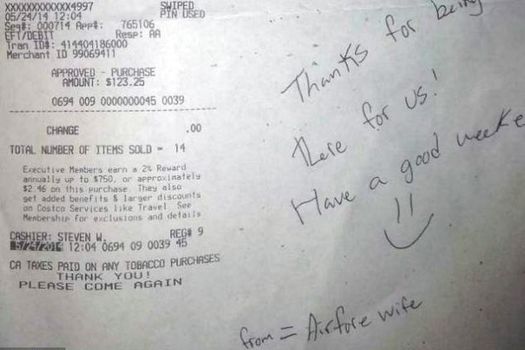 XXXXXXXXXXXX4997 SWIPED
05/24/14 12:04 PIN USED
Seq#: 000714 App#: 765106
EFT/DEBIT Resp: AA
Tran ID#: 414404186000
Merchant ID 99069411
APPROVED - PURCHASE
AMOUNT: $123.25
0694 009 0000000045 0039
CHANGE .00
TOTAL NUMBER OF ITEMS SOLD = 14
Executive Members earn a 2% Reward
annually up to $750, or approximately
$2.46 on this purchase. They also
get added benefits & larger discounts
on Costco Services like Travel. See
Membership for exclusions and details
CASHIER: STEVEN W. REG# 9
5/24/2014 12:04 0694 09 0039 45
CA TAXES PAID ON ANY TOBACCO PURCHASES
THANK YOU!
PLEASE COME AGAIN
Thanks for being
there for us!
Have a good weeke
from = Airforce wife